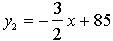 y₂ = -3/2 x + 85